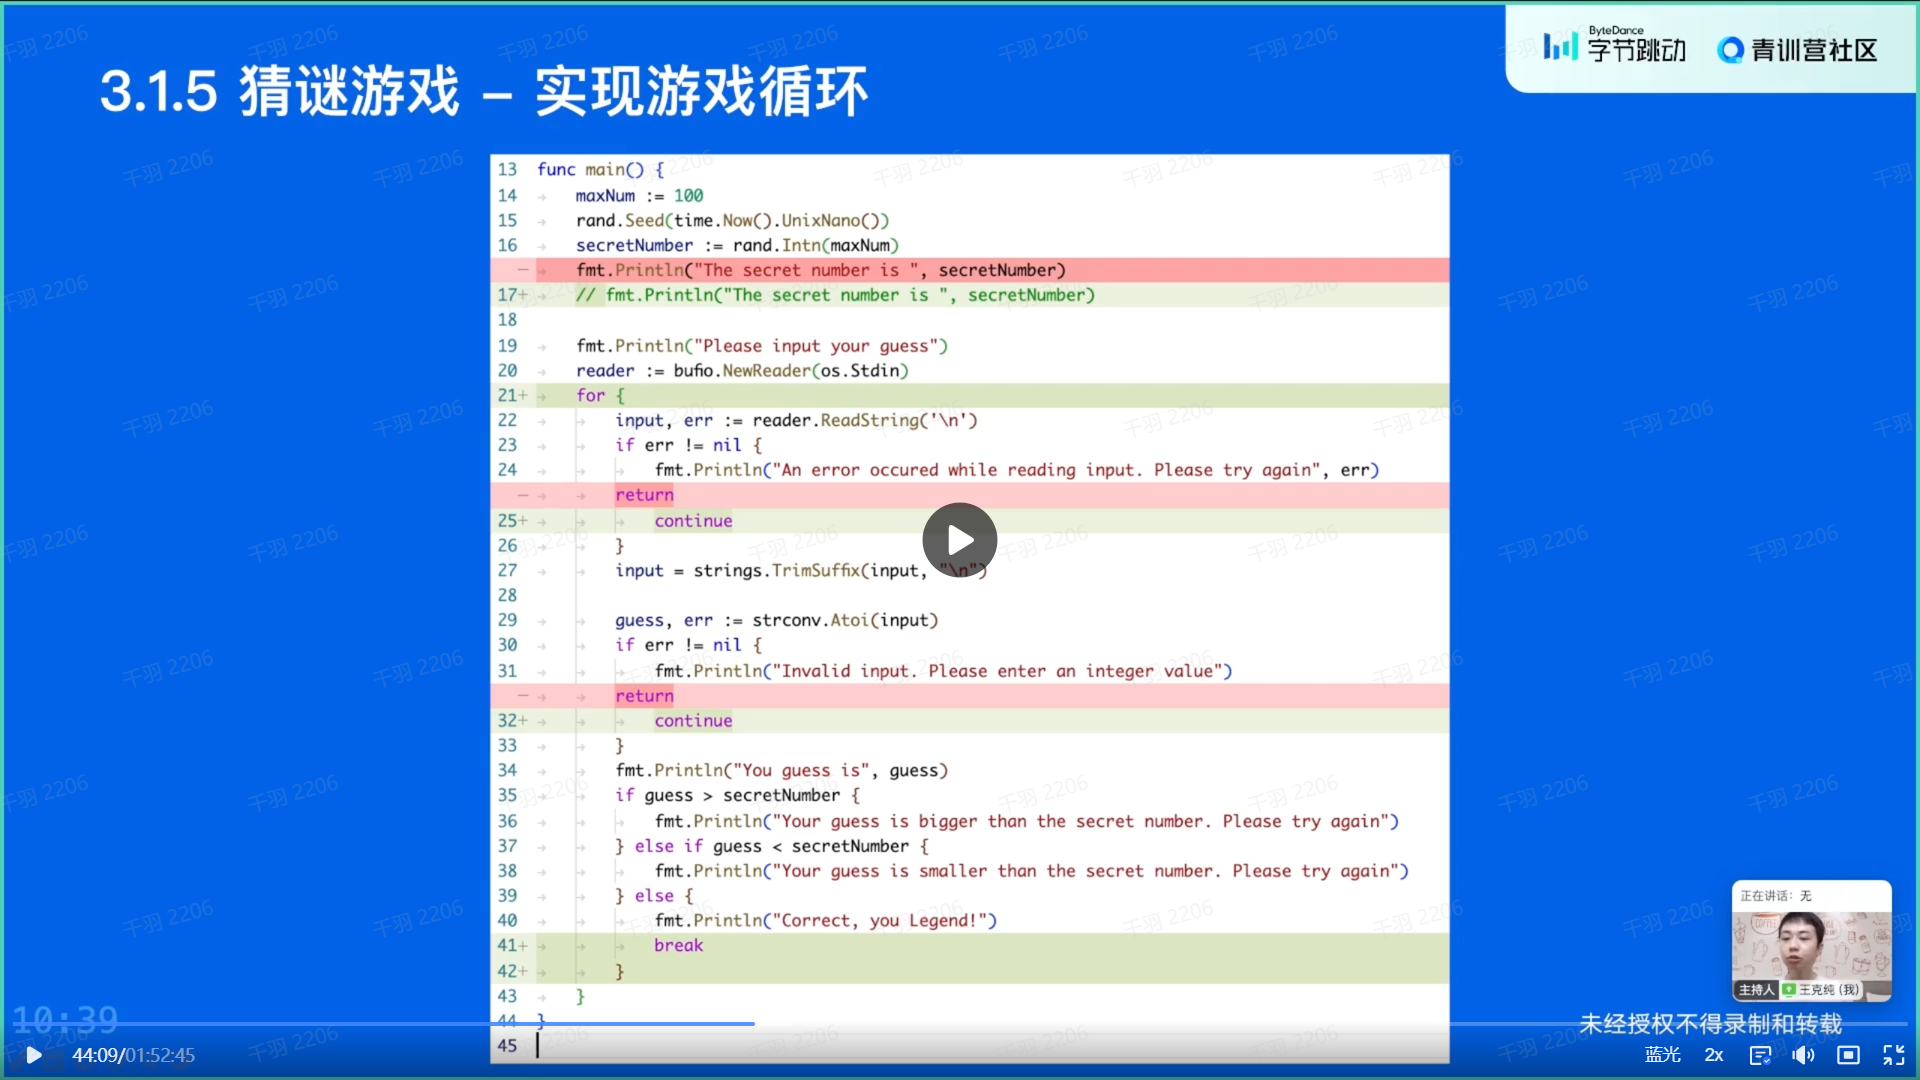 3.1.5 猜谜游戏 – 实现游戏循环
ByteDance
字节跳动
青训营社区
13 func main() {
14 maxNum := 100
15 rand.Seed(time.Now().UnixNano())
16 secretNumber := rand.Intn(maxNum)
– fmt.Println("The secret number is ", secretNumber)
17+ // fmt.Println("The secret number is ", secretNumber)
18
19 fmt.Println("Please input your guess")
20 reader := bufio.NewReader(os.Stdin)
21+ for {
22 input, err := reader.ReadString('\n')
23 if err != nil {
24 fmt.Println("An error occured while reading input. Please try again", err)
– return
25+ continue
26 }
27 input = strings.TrimSuffix(input, "\n")
28
29 guess, err := strconv.Atoi(input)
30 if err != nil {
31 fmt.Println("Invalid input. Please enter an integer value")
– return
32+ continue
33 }
34 fmt.Println("You guess is", guess)
35 if guess > secretNumber {
36 fmt.Println("Your guess is bigger than the secret number. Please try again")
37 } else if guess < secretNumber {
38 fmt.Println("Your guess is smaller than the secret number. Please try again")
39 } else {
40 fmt.Println("Correct, you Legend!")
41+ break
42+ }
43 }
44 }
45
正在讲话: 无
主持人 王克纯 (我)
10:39
未经授权不得录制和转载
44:09/01:52:45
蓝光 2x
千羽 2206